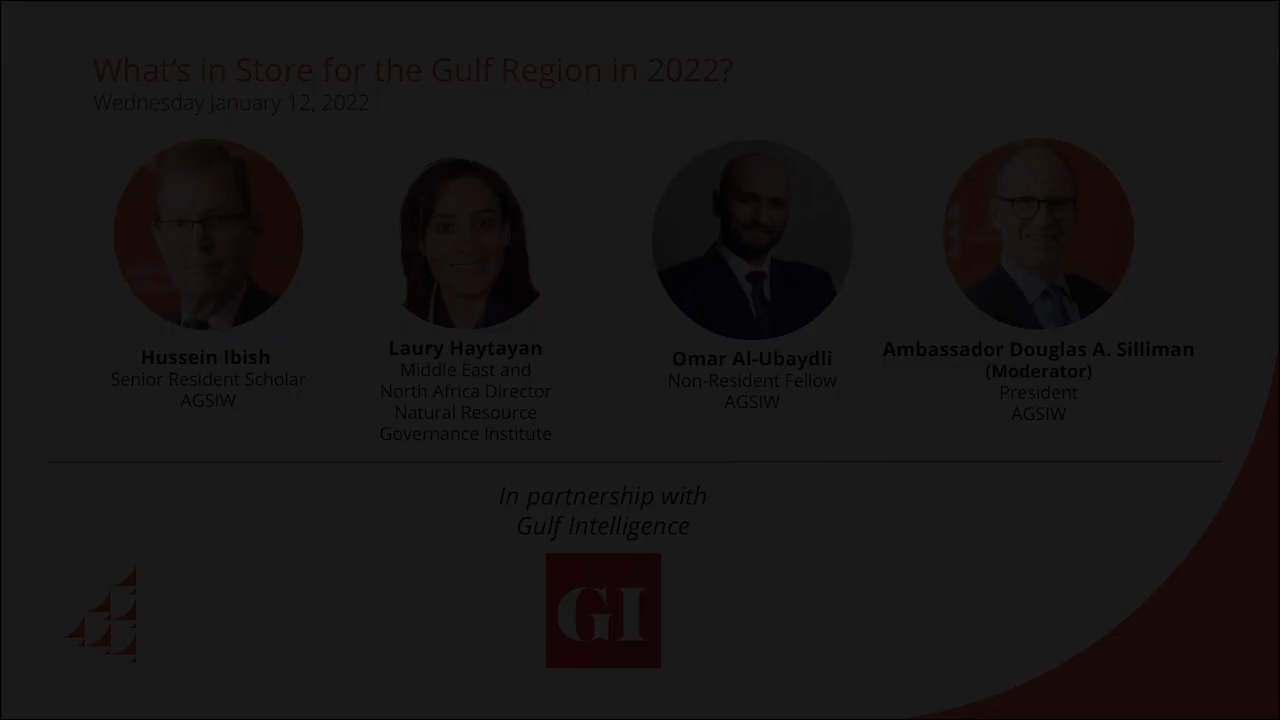 What's in Store for the Gulf Region in 2022?
Wednesday January 12, 2022
Hussein Ibish
Senior Resident Scholar
AGSIW
Laury Haytayan
Middle East and
North Africa Director
Natural Resource
Governance Institute
Omar Al-Ubaydli
Non-Resident Fellow
AGSIW
Ambassador Douglas A. Silliman
(Moderator)
President
AGSIW
In partnership with
Gulf Intelligence
GI